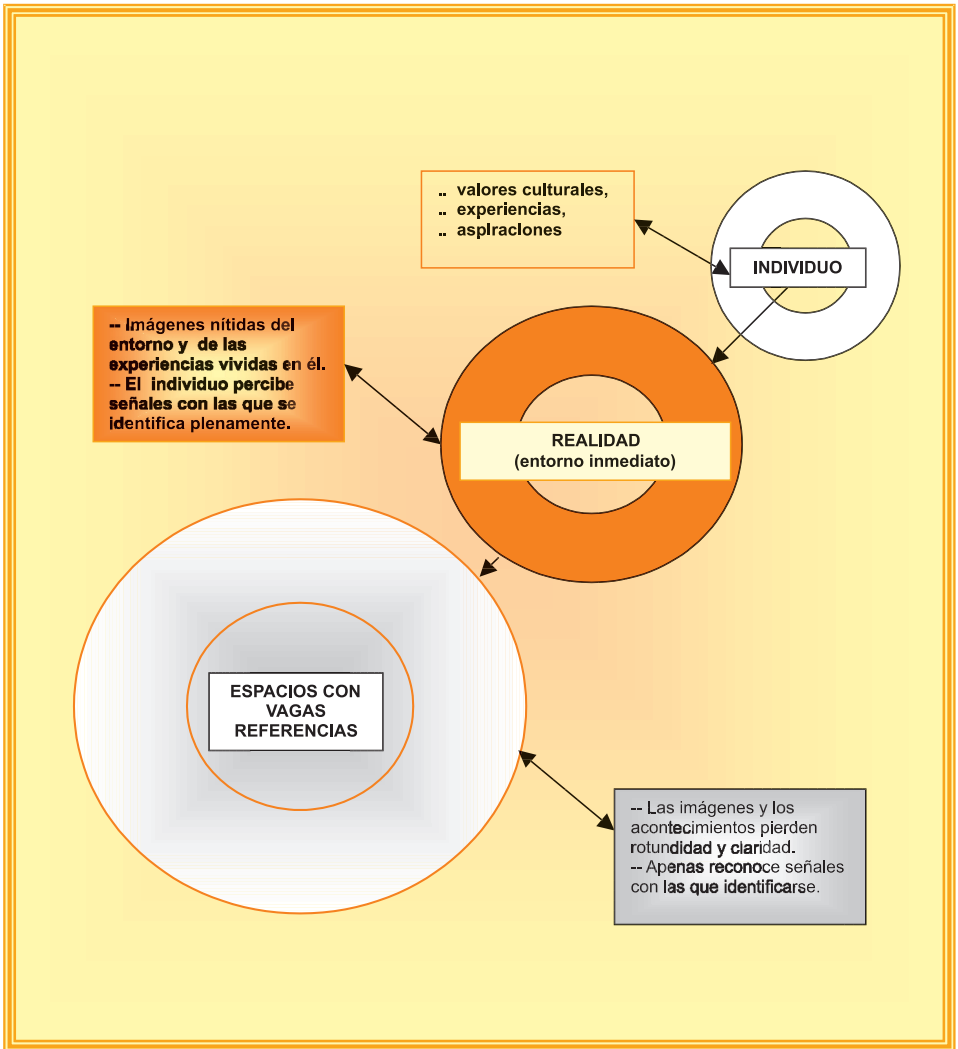 .. valores culturales,
.. experiencias,
.. aspiraciones
INDIVIDUO
-- Imágenes nítidas del
entorno y de las
experiencias vividas en él.
-- El individuo percibe
señales con las que se
identifica plenamente.
REALIDAD
(entorno inmediato)
ESPACIOS CON
VAGAS
REFERENCIAS
-- Las imágenes y los
acontecimientos pierden
rotundidad y claridad.
-- Apenas reconoce señales
con las que identificarse.